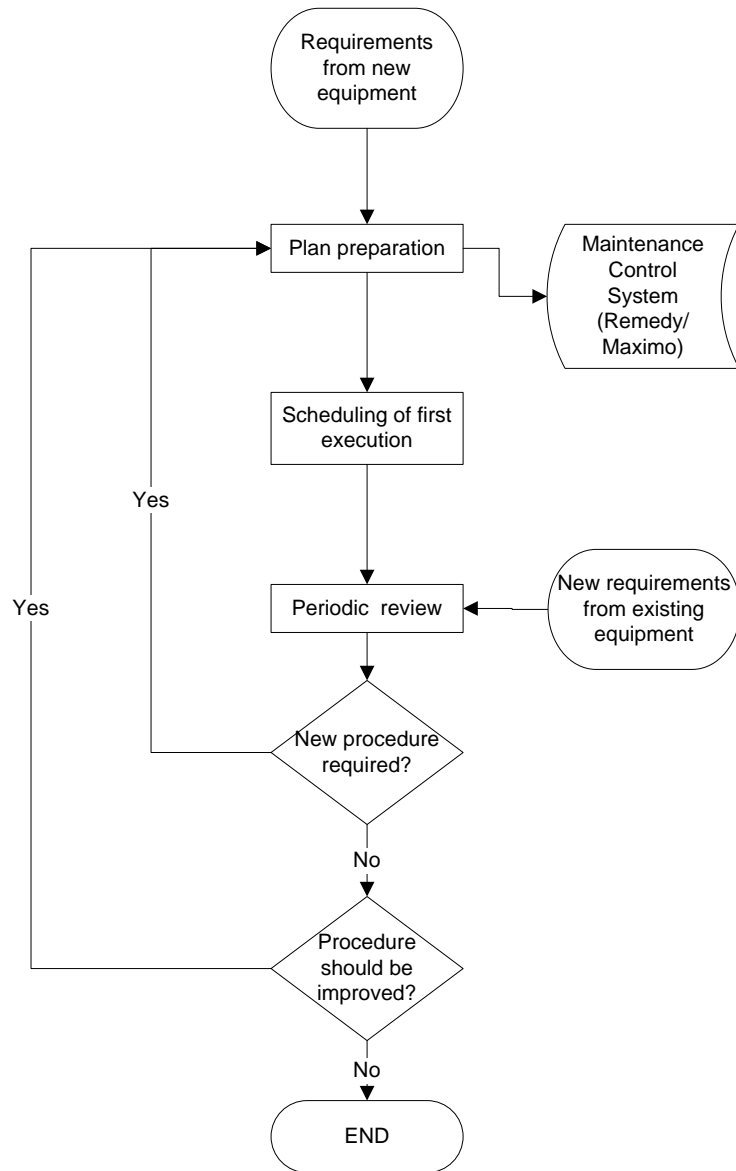 Requirements
from new
equipment
Plan preparation
Maintenance
Control
System
(Remedy/
Maximo)
Scheduling of first
execution
Yes
Yes
Periodic review
New requirements
from existing
equipment
New procedure
required?
No
Procedure
should be
improved?
No
END